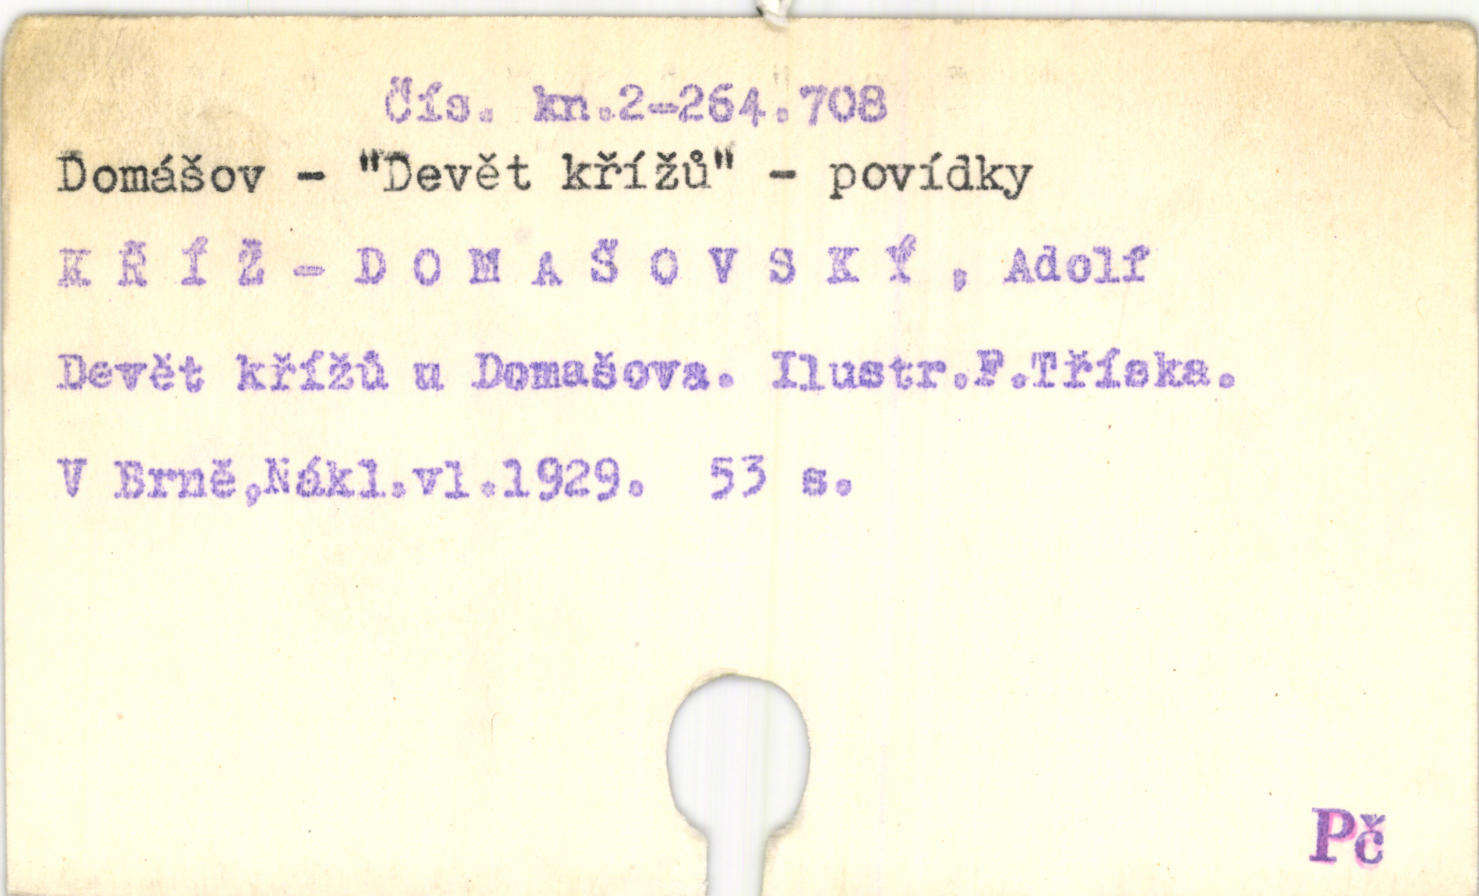 Čís. kn.2-264.708
Domášov - "Devět křížů" - povídky
K Ř Í Ž - D O M A Š O V S K Ý , Adolf
Devět křížů u Domašova. Ilustr.F.Tříska.
V Brně,Nákl.vl.1929. 53 s.
Pč